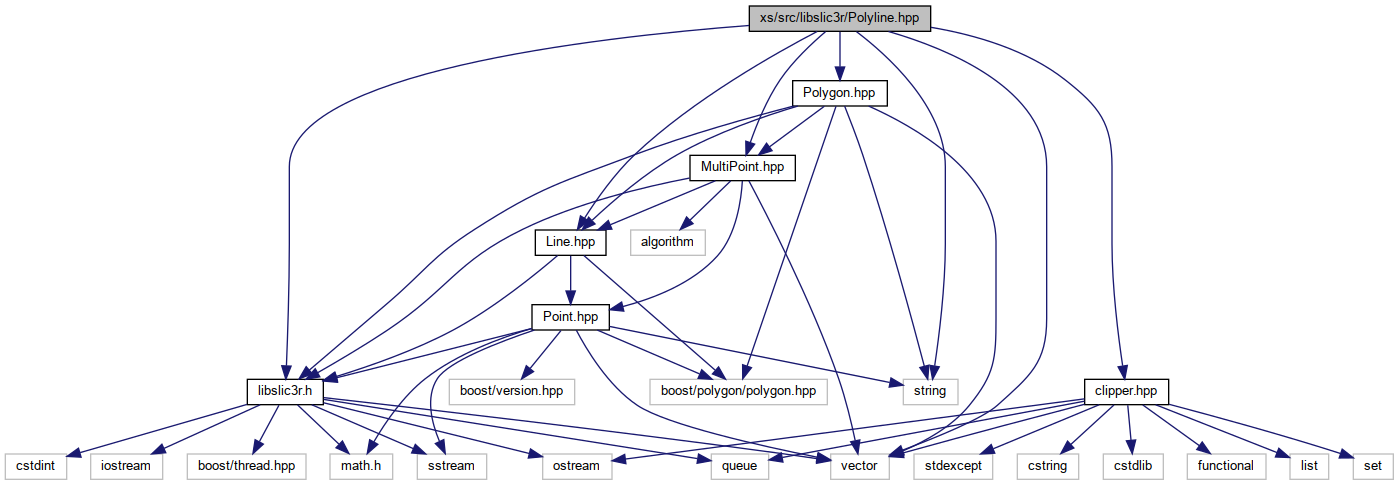 xs/src/libslic3r/Polyline.hpp
Polygon.hpp
MultiPoint.hpp
Line.hpp
algorithm
Point.hpp
libslic3r.h
boost/version.hpp
boost/polygon/polygon.hpp
string
clipper.hpp
cstdint
iostream
boost/thread.hpp
math.h
sstream
ostream
queue
vector
stdexcept
cstring
cstdlib
functional
list
set